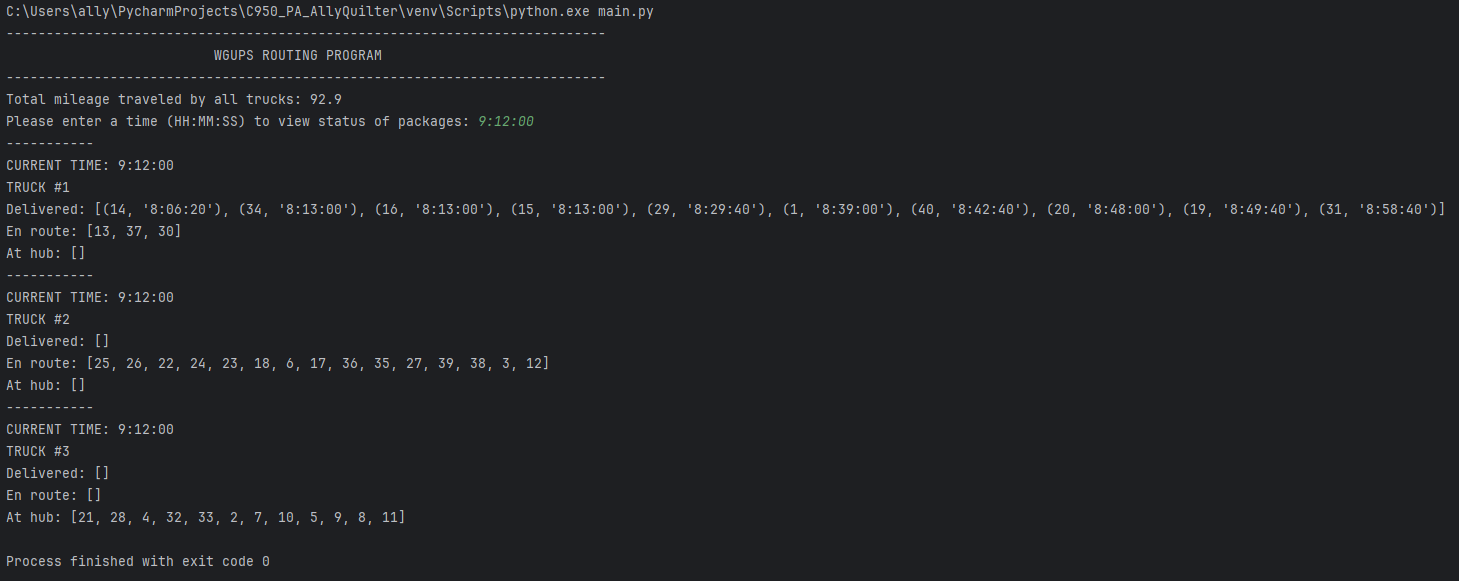 C:\Users\ally\PycharmProjects\C950_PA_AllyQuilter\venv\Scripts\python.exe main.py
---------------------------------------------------------------------------
WGUPS ROUTING PROGRAM
---------------------------------------------------------------------------
Total mileage traveled by all trucks: 92.9
Please enter a time (HH:MM:SS) to view status of packages: 9:12:00
-----------
CURRENT TIME: 9:12:00
TRUCK #1
Delivered: [(14, '8:06:20'), (34, '8:13:00'), (16, '8:13:00'), (15, '8:13:00'), (29, '8:29:40'), (1, '8:39:00'), (40, '8:42:40'), (20, '8:48:00'), (19, '8:49:40'), (31, '8:58:40')]
En route: [13, 37, 30]
At hub: []
-----------
CURRENT TIME: 9:12:00
TRUCK #2
Delivered: []
En route: [25, 26, 22, 24, 23, 18, 6, 17, 36, 35, 27, 39, 38, 3, 12]
At hub: []
-----------
CURRENT TIME: 9:12:00
TRUCK #3
Delivered: []
En route: []
At hub: [21, 28, 4, 32, 33, 2, 7, 10, 5, 9, 8, 11]
Process finished with exit code 0